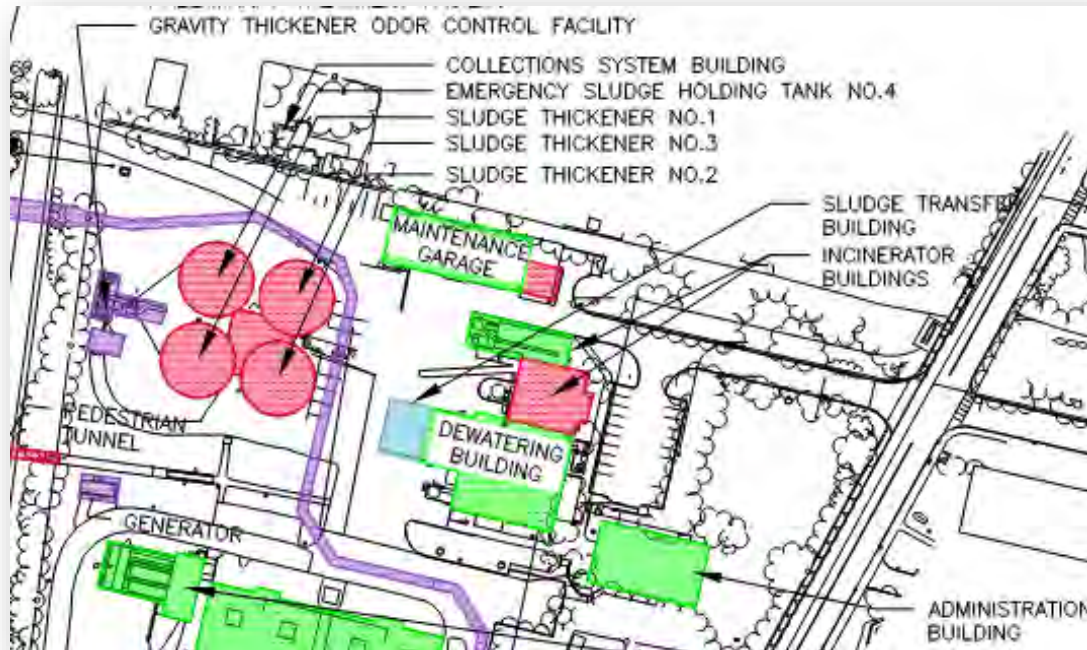 GRAVITY THICKENER ODOR CONTROL FACILITY
COLLECTIONS SYSTEM BUILDING
EMERGENCY SLUDGE HOLDING TANK NO.4
SLUDGE THICKENER NO.1
SLUDGE THICKENER NO.3
SLUDGE THICKENER NO.2
SLUDGE TRANSFER
BUILDING
INCINERATOR
BUILDINGS
MAINTENANCE
GARAGE
DEWATERING
BUILDING
PEDESTRIAN
TUNNEL
GENERATOR
ADMINISTRATION
BUILDING